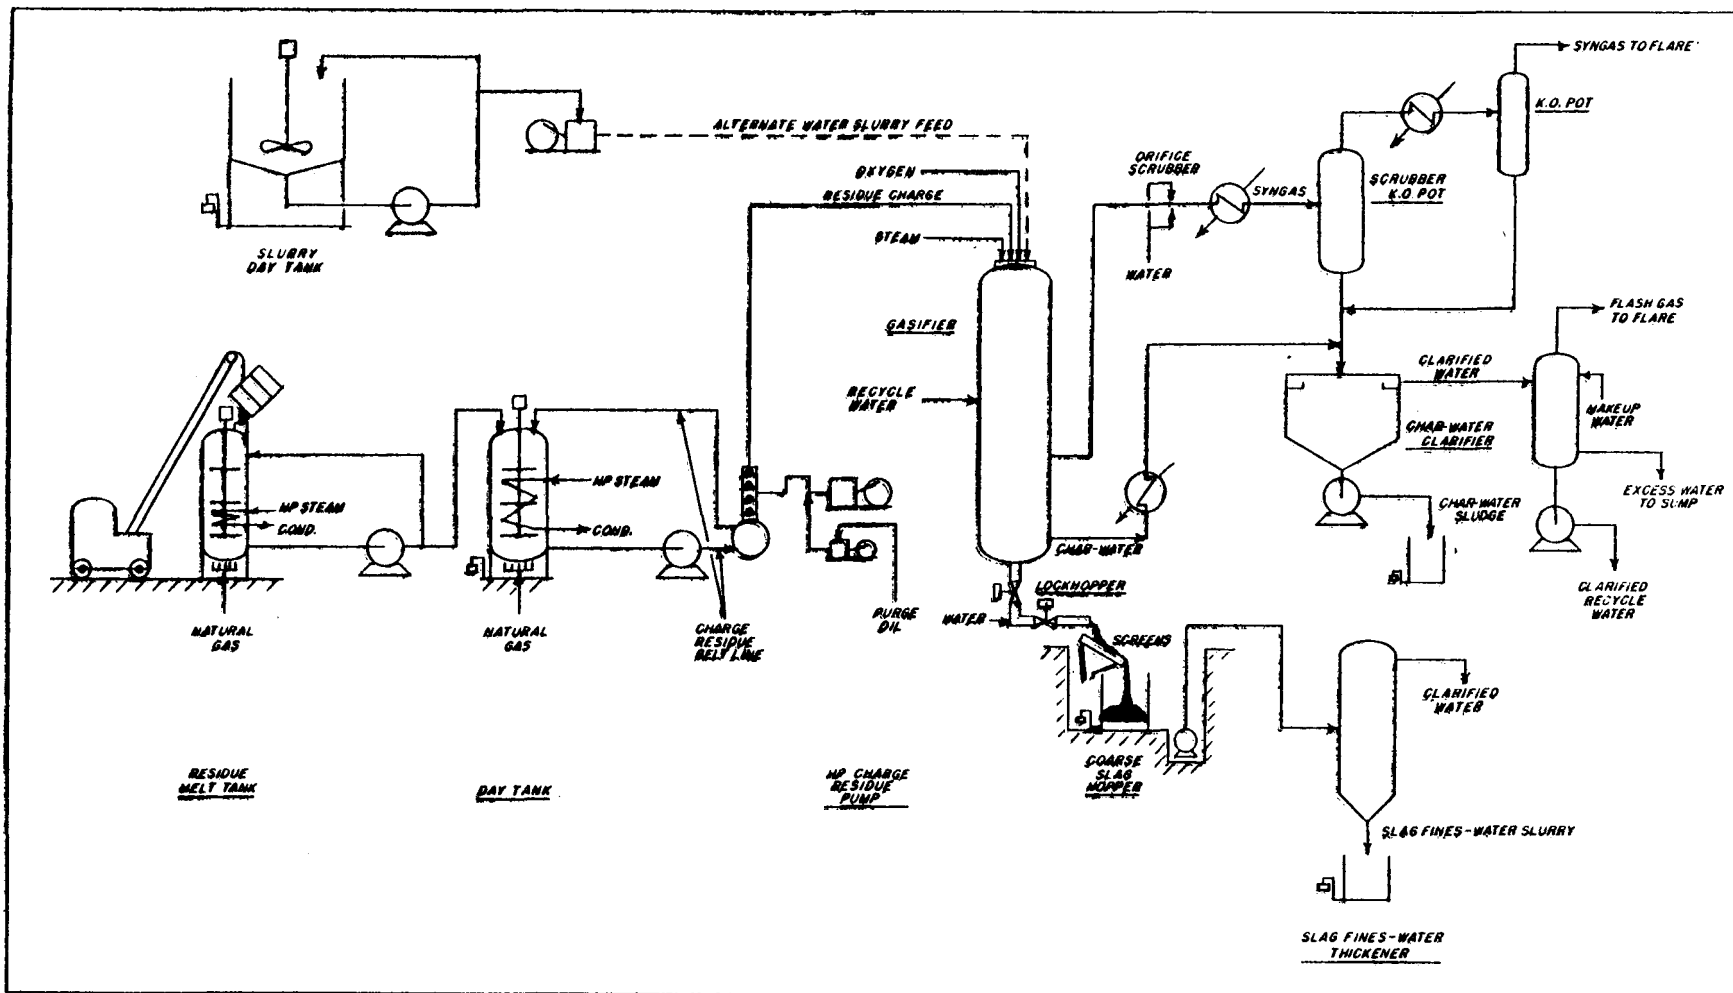 SYNGAS TO FLARE
K.O. POT
ALTERNATE WATER SLURRY FEED
ORIFICE
SCRUBBER
OXYGEN
SYNGAS
SCRUBBER
K.O. POT
RESIDUE CHARGE
STEAM
SLURRY
DAY TANK
WATER
FLASH GAS
TO FLARE
GASIFIER
CLARIFIED
WATER
RECYCLE
WATER
MAKEUP
WATER
CHAR-WATER
CLARIFIER
HP STEAM
EXCESS WATER
TO SUMP
HP STEAM
COND.
COND.
CHAR-WATER
SLUDGE
CHAR-WATER
LOCKHOPPER
CLARIFIED
RECYCLE
WATER
PURGE
OIL
WATER
NATURAL
GAS
NATURAL
GAS
CHARGE
RESIDUE
BELT LINE
SCREENS
CLARIFIED
WATER
RESIDUE
MELT TANK
DAY TANK
HP CHARGE
RESIDUE
PUMP
COARSE
SLAG
HOPPER
SLAG FINES-WATER SLURRY
SLAG FINES-WATER
THICKENER